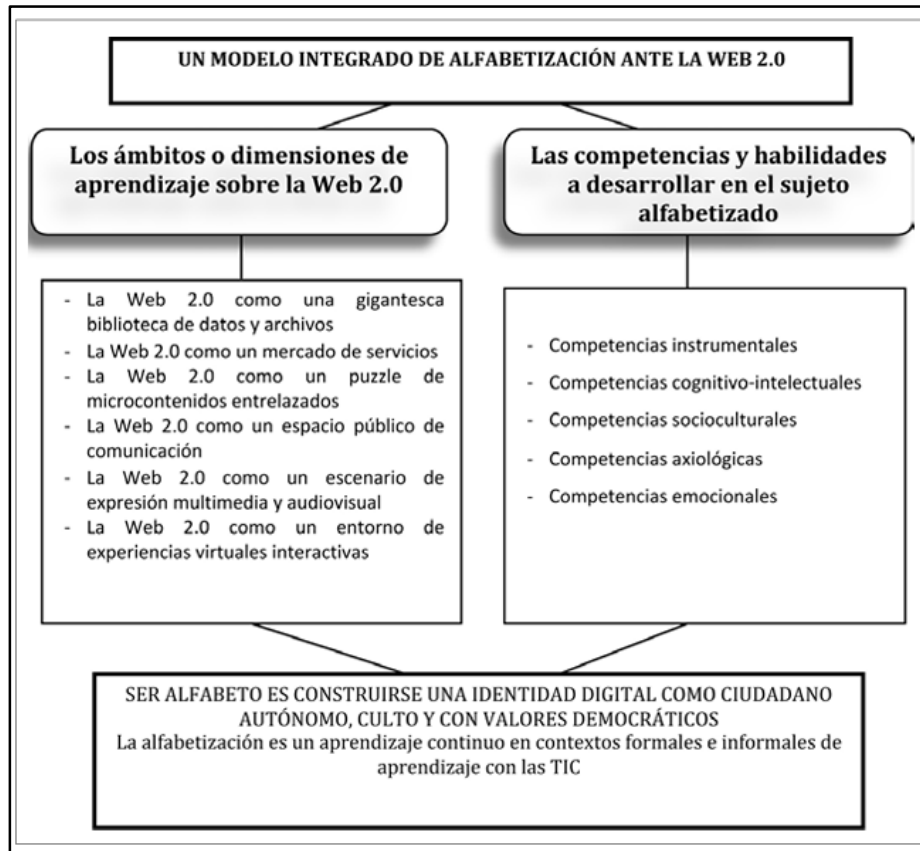 UN MODELO INTEGRADO DE ALFABETIZACIÓN ANTE LA WEB 2.0
Los ámbitos o dimensiones de
aprendizaje sobre la Web 2.0
Las competencias y habilidades
a desarrollar en el sujeto
alfabetizado
- La Web 2.0 como una gigantesca
biblioteca de datos y archivos
- La Web 2.0 como un mercado de servicios
- La Web 2.0 como un puzzle de
microcontenidos entrelazados
- La Web 2.0 como un espacio público de
comunicación
- La Web 2.0 como un escenario de
expresión multimedia y audiovisual
- La Web 2.0 como un entorno de
experiencias virtuales interactivas
- Competencias instrumentales
- Competencias cognitivo-intelectuales
- Competencias socioculturales
- Competencias axiológicas
- Competencias emocionales
SER ALFABETO ES CONSTRUIRSE UNA IDENTIDAD DIGITAL COMO CIUDADANO
AUTÓNOMO, CULTO Y CON VALORES DEMOCRÁTICOS
La alfabetización es un aprendizaje continuo en contextos formales e informales de
aprendizaje con las TIC